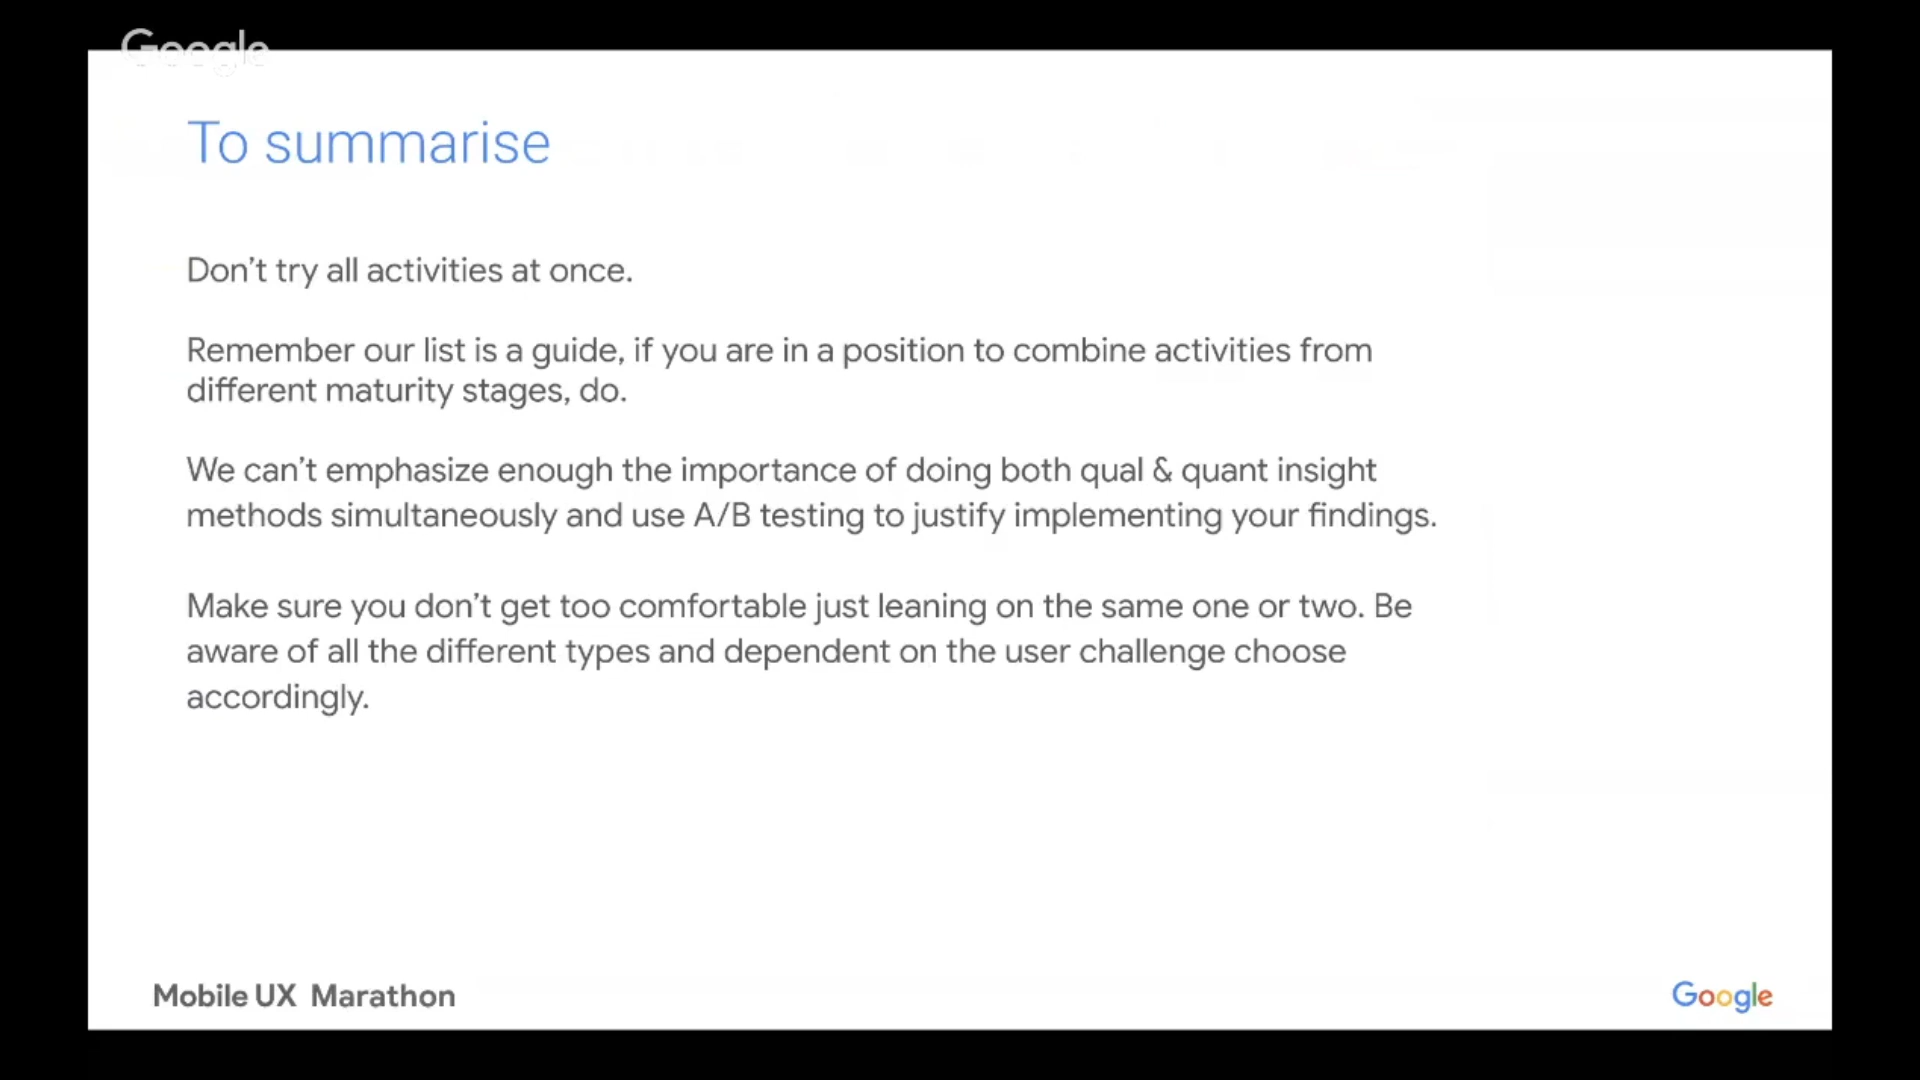 Google
To summarise
Don't try all activities at once.
Remember our list is a guide, if you are in a position to combine activities from
different maturity stages, do.
We can't emphasize enough the importance of doing both qual & quant insight
methods simultaneously and use A/B testing to justify implementing your findings.
Make sure you don't get too comfortable just leaning on the same one or two. Be
aware of all the different types and dependent on the user challenge choose
accordingly.
Mobile UX Marathon
Google